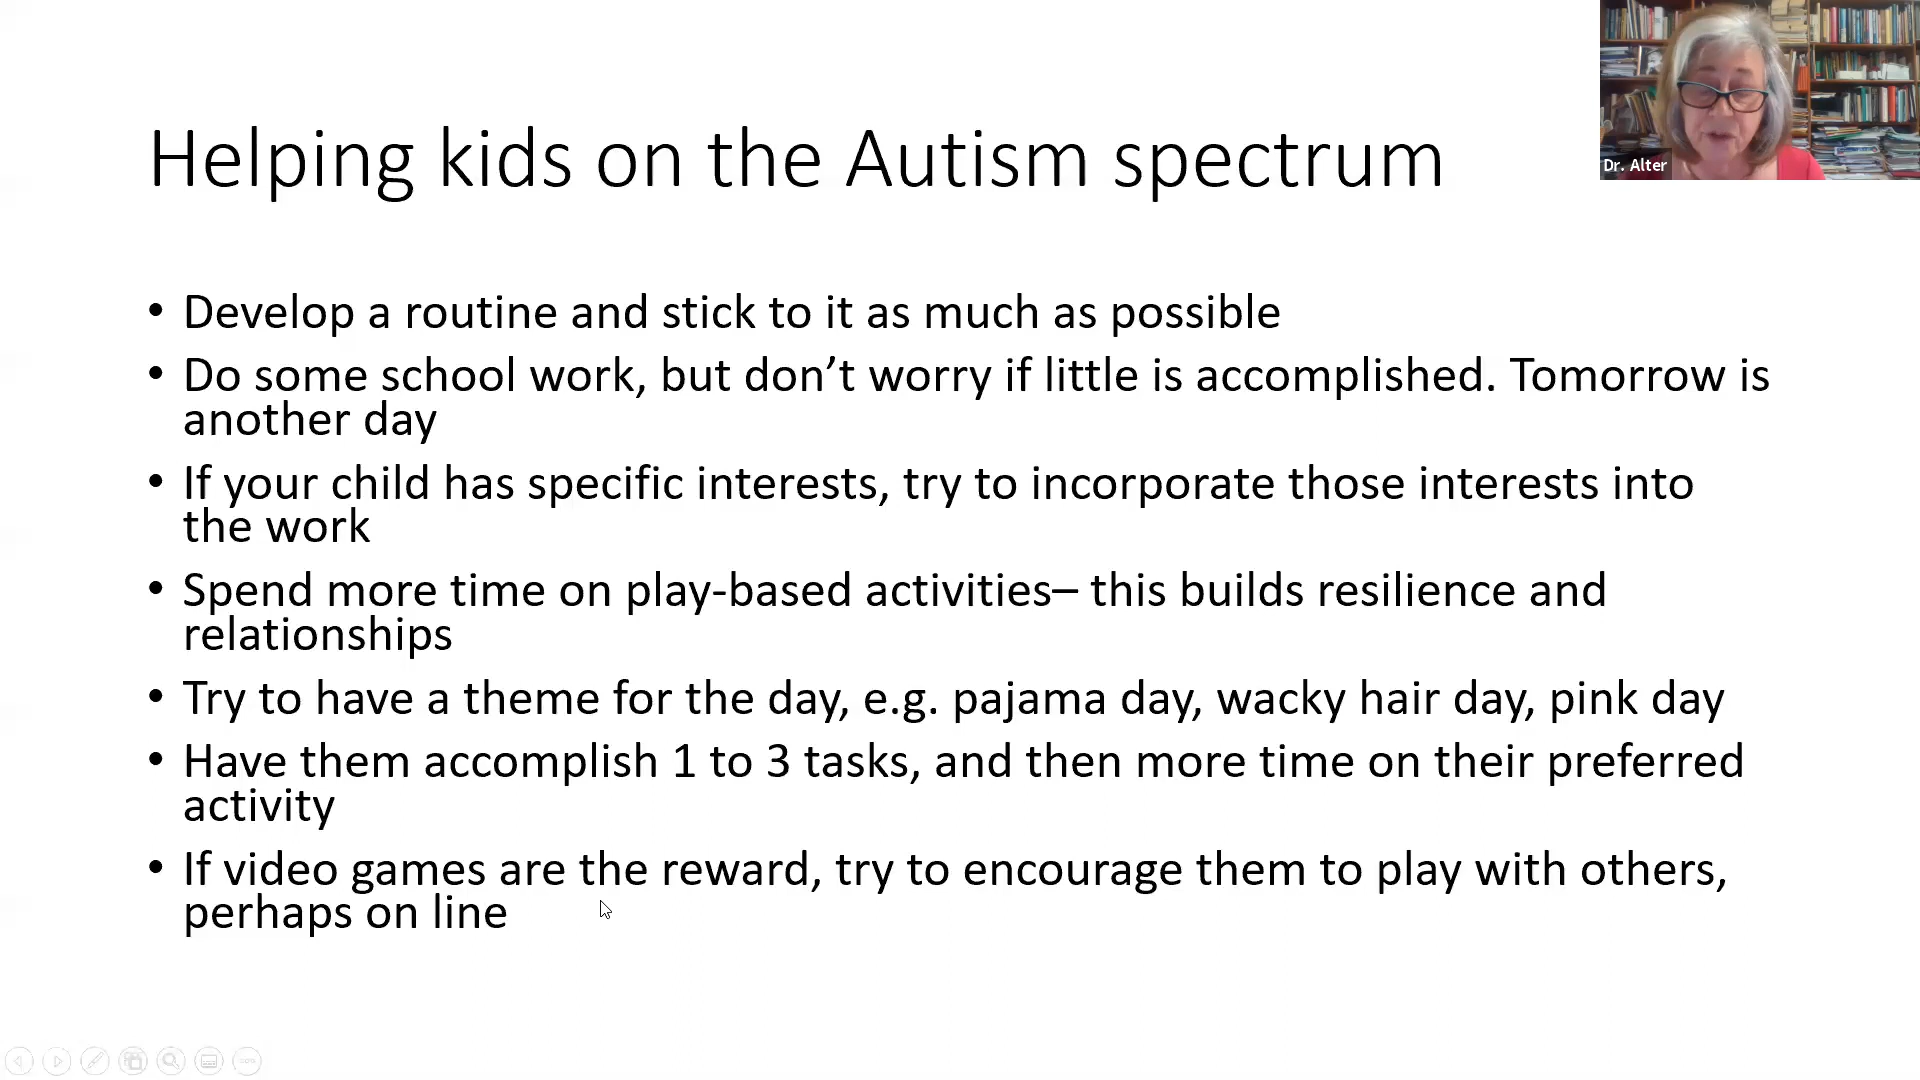 Helping kids on the Autism spectrum
Dr. Alter
• Develop a routine and stick to it as much as possible
• Do some school work, but don’t worry if little is accomplished. Tomorrow is
another day
• If your child has specific interests, try to incorporate those interests into
the work
• Spend more time on play-based activities– this builds resilience and
relationships
• Try to have a theme for the day, e.g. pajama day, wacky hair day, pink day
• Have them accomplish 1 to 3 tasks, and then more time on their preferred
activity
• If video games are the reward, try to encourage them to play with others,
perhaps on line